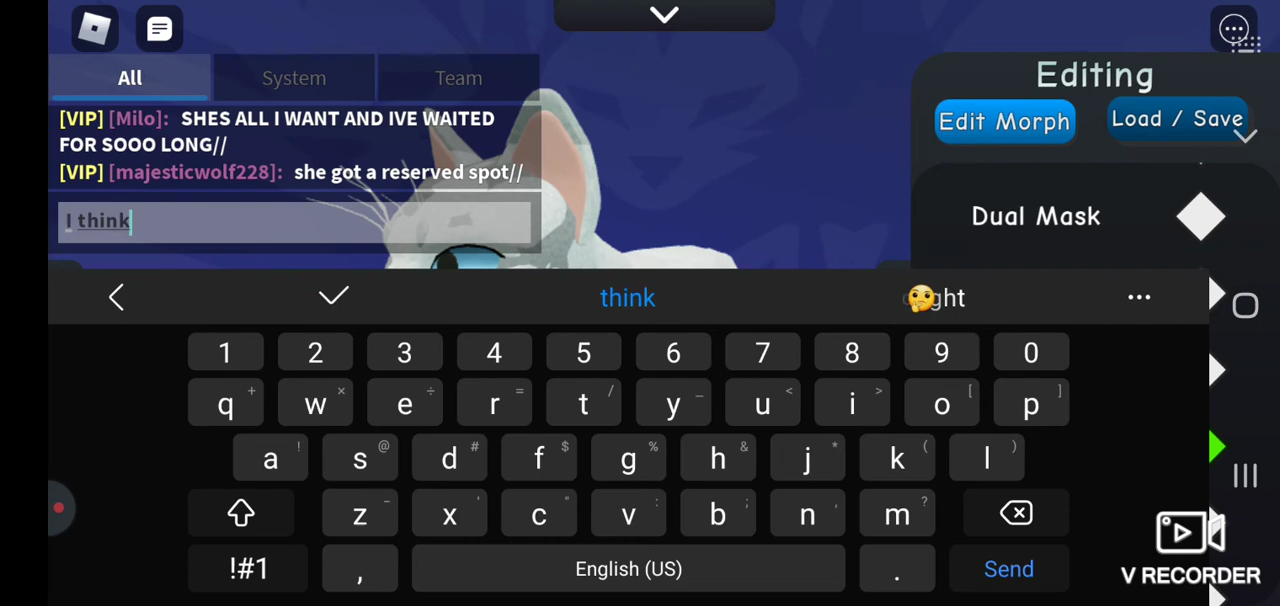 All System Team
[VIP] [Milo]: SHES ALL I WANT AND IVE WAITED
FOR SOOO LONG//
[VIP] [majesticwolf228]: she got a reserved spot//
I think
Editing
Edit Morph Load / Save
Dual Mask
think
1 2 3 4 5 6 7 8 9 0
q + w × e ÷ r = t / y _ u < i > o [ p ]
a ! s @ d # f $ g % h & j * k ( l )
z - x ' c " v : b ; n , m ?
!#1 , English (US) . Send
V RECORDER